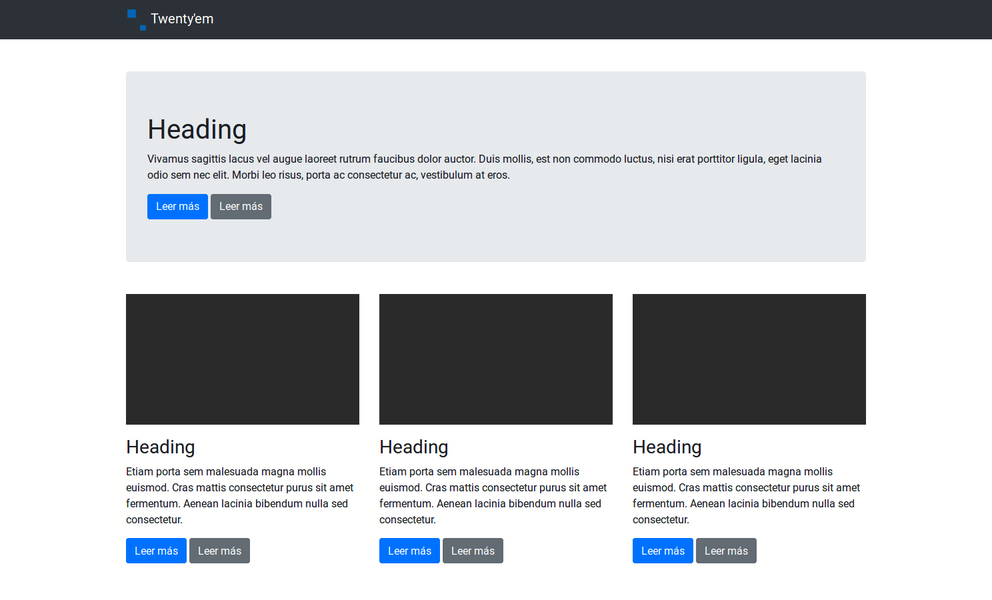 Twenty'em
Heading
Vivamus sagittis lacus vel augue laoreet rutrum faucibus dolor auctor. Duis mollis, est non commodo luctus, nisi erat porttitor ligula, eget lacinia
odio sem nec elit. Morbi leo risus, porta ac consectetur ac, vestibulum at eros.
Leer más Leer más
Heading
Etiam porta sem malesuada magna mollis
euismod. Cras mattis consectetur purus sit amet
fermentum. Aenean lacinia bibendum nulla sed
consectetur.
Leer más Leer más
Heading
Etiam porta sem malesuada magna mollis
euismod. Cras mattis consectetur purus sit amet
fermentum. Aenean lacinia bibendum nulla sed
consectetur.
Leer más Leer más
Heading
Etiam porta sem malesuada magna mollis
euismod. Cras mattis consectetur purus sit amet
fermentum. Aenean lacinia bibendum nulla sed
consectetur.
Leer más Leer más